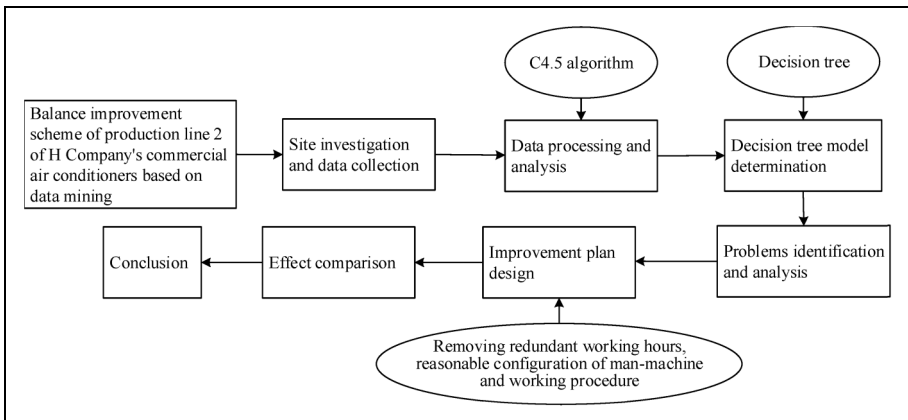 C4.5 algorithm
Decision tree
Balance improvement
scheme of production line 2
of H Company's commercial
air conditioners based on
data mining
Site investigation
and data collection
Data processing and
analysis
Decision tree model
determination
Problems identification
and analysis
Improvement plan
design
Effect comparison
Conclusion
Removing redundant working hours,
reasonable configuration of man-machine
and working procedure